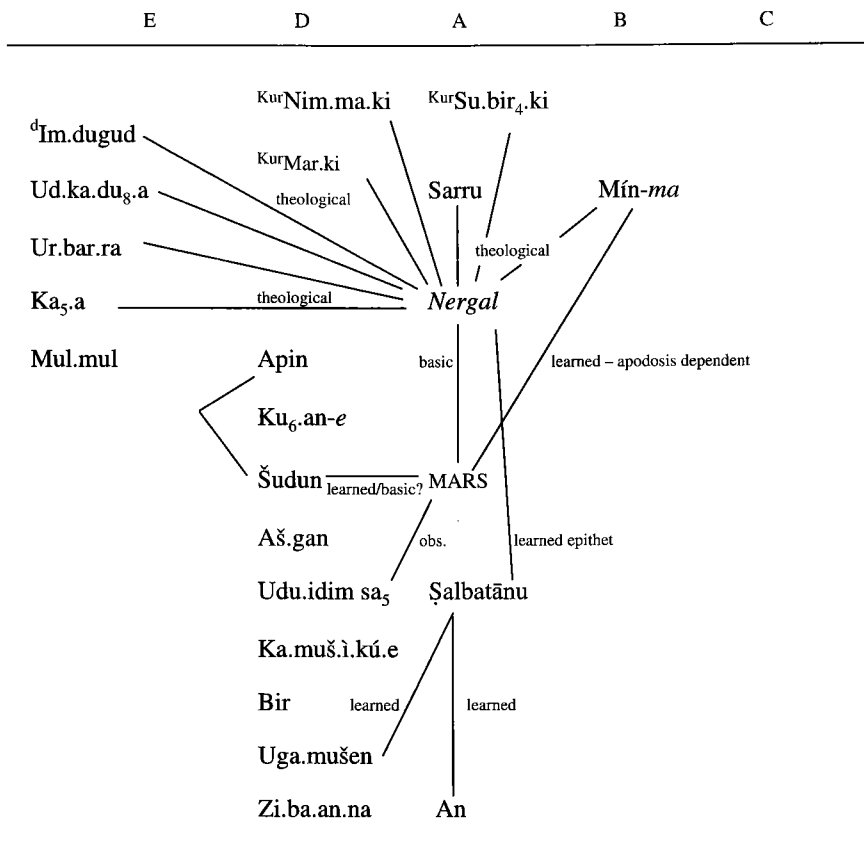 E D A B C
ᴷᵘʳNim.ma.ki ᴷᵘʳSu.bir₄.ki
ᵈIm.dugud
ᴷᵘʳMar.ki
Ud.ka.du₈.a theological Sarru Mín-ma
Ur.bar.ra theological
Ka₅.a theological Nergal
Mul.mul Apin basic learned – apodosis dependent
Ku₆.an-e
Šudun learned/basic? MARS
Aš.gan obs. learned epithet
Udu.idim sa₅ Ṣalbatānu
Ka.muš.ì.kú.e
Bir learned learned
Uga.mušen
Zi.ba.an.na An